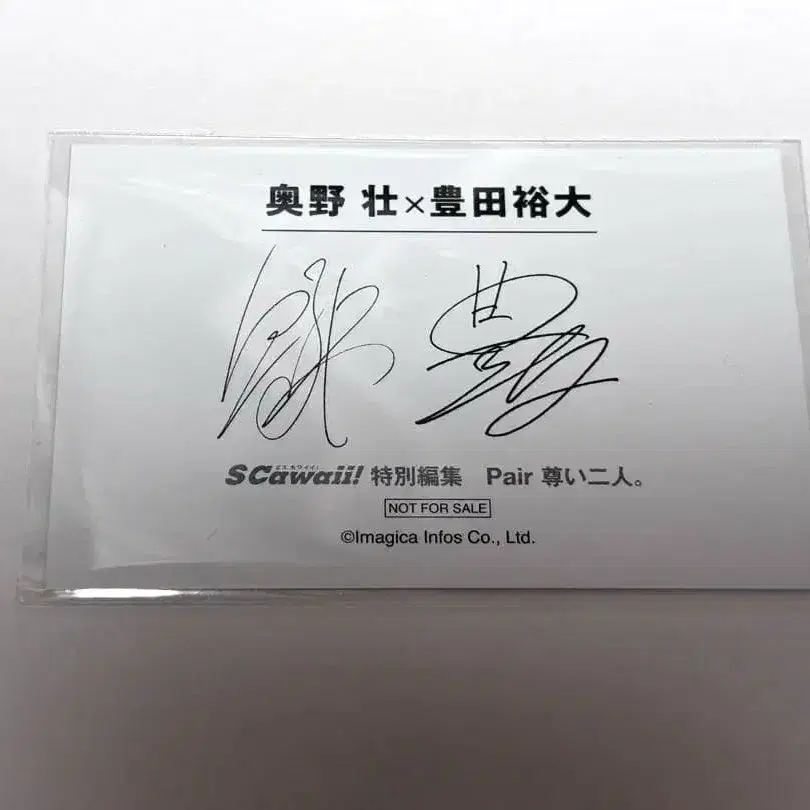 奥野 壮×豊田裕大
SCawaii! 特別編集 Pair 尊い二人。
NOT FOR SALE
©Imagica Infos Co., Ltd.